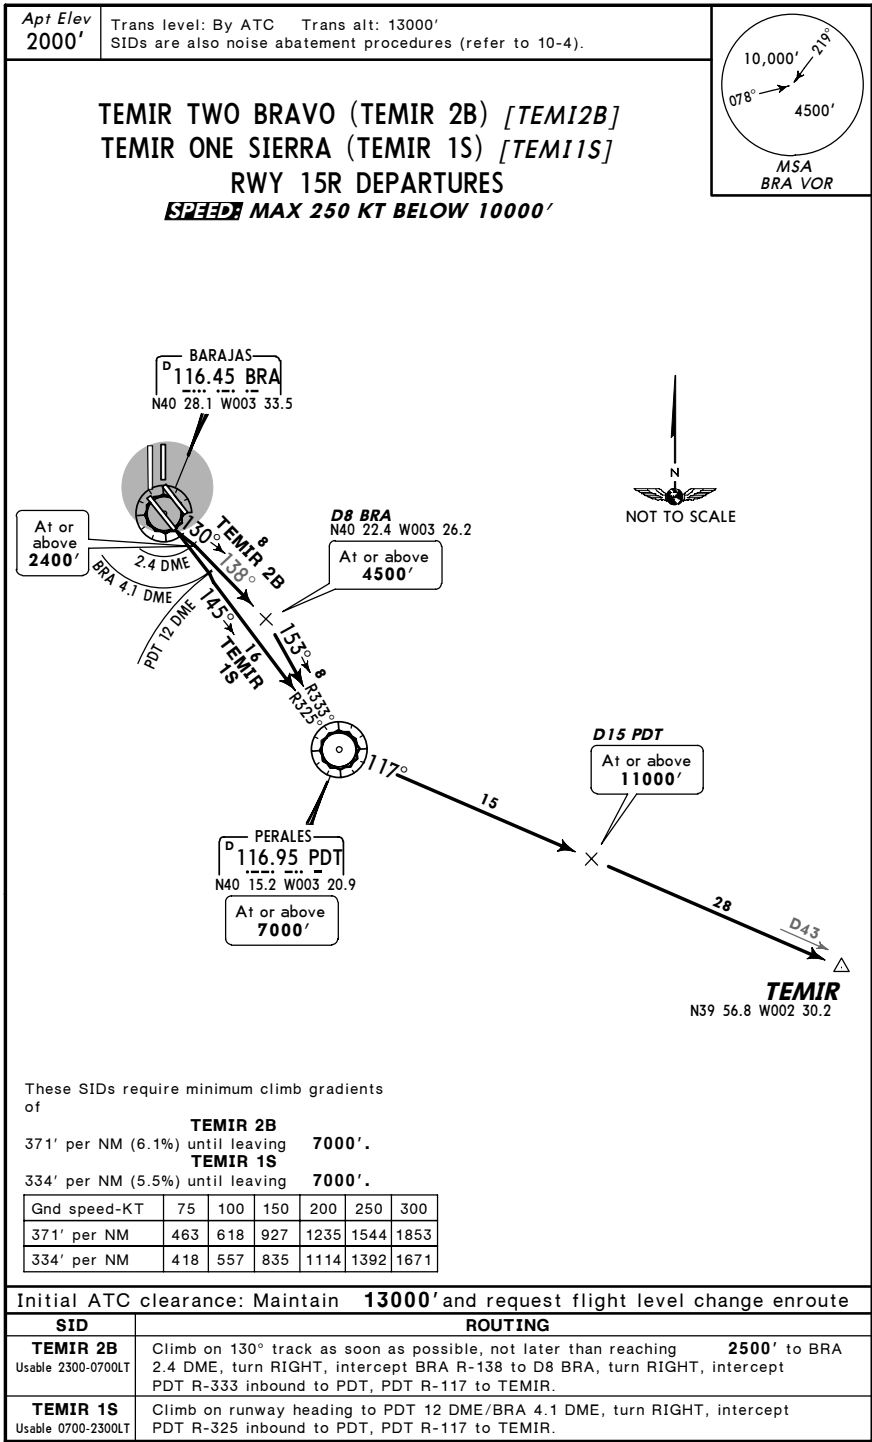 Apt Elev
2000'
Trans level: By ATC Trans alt: 13000'
SIDs are also noise abatement procedures (refer to 10-4).
10,000'
219°
078°
4500'
MSA
BRA VOR
TEMIR TWO BRAVO (TEMIR 2B) [TEMI2B]
TEMIR ONE SIERRA (TEMIR 1S) [TEMI1S]
RWY 15R DEPARTURES
SPEED: MAX 250 KT BELOW 10000'
BARAJAS
D 116.45 BRA
N40 28.1 W003 33.5
N
NOT TO SCALE
At or
above
2400'
130°
8
TEMIR 2B
138°
2.4 DME
BRA 4.1 DME
PDT 12 DME
D8 BRA
N40 22.4 W003 26.2
At or above
4500'
145°
16
TEMIR
1S
153°
8
R333°
R325°
117°
D15 PDT
At or above
11000'
15
PERALES
D 116.95 PDT
N40 15.2 W003 20.9
At or above
7000'
28
D43
TEMIR
N39 56.8 W002 30.2
These SIDs require minimum climb gradients
of
TEMIR 2B
371' per NM (6.1%) until leaving 7000'.
TEMIR 1S
334' per NM (5.5%) until leaving 7000'.
Gnd speed-KT 75 100 150 200 250 300
371' per NM 463 618 927 1235 1544 1853
334' per NM 418 557 835 1114 1392 1671
Initial ATC clearance: Maintain 13000' and request flight level change enroute
SID ROUTING
TEMIR 2B
Usable 2300-0700LT
Climb on 130° track as soon as possible, not later than reaching 2500' to BRA
2.4 DME, turn RIGHT, intercept BRA R-138 to D8 BRA, turn RIGHT, intercept
PDT R-333 inbound to PDT, PDT R-117 to TEMIR.
TEMIR 1S
Usable 0700-2300LT
Climb on runway heading to PDT 12 DME/BRA 4.1 DME, turn RIGHT, intercept
PDT R-325 inbound to PDT, PDT R-117 to TEMIR.